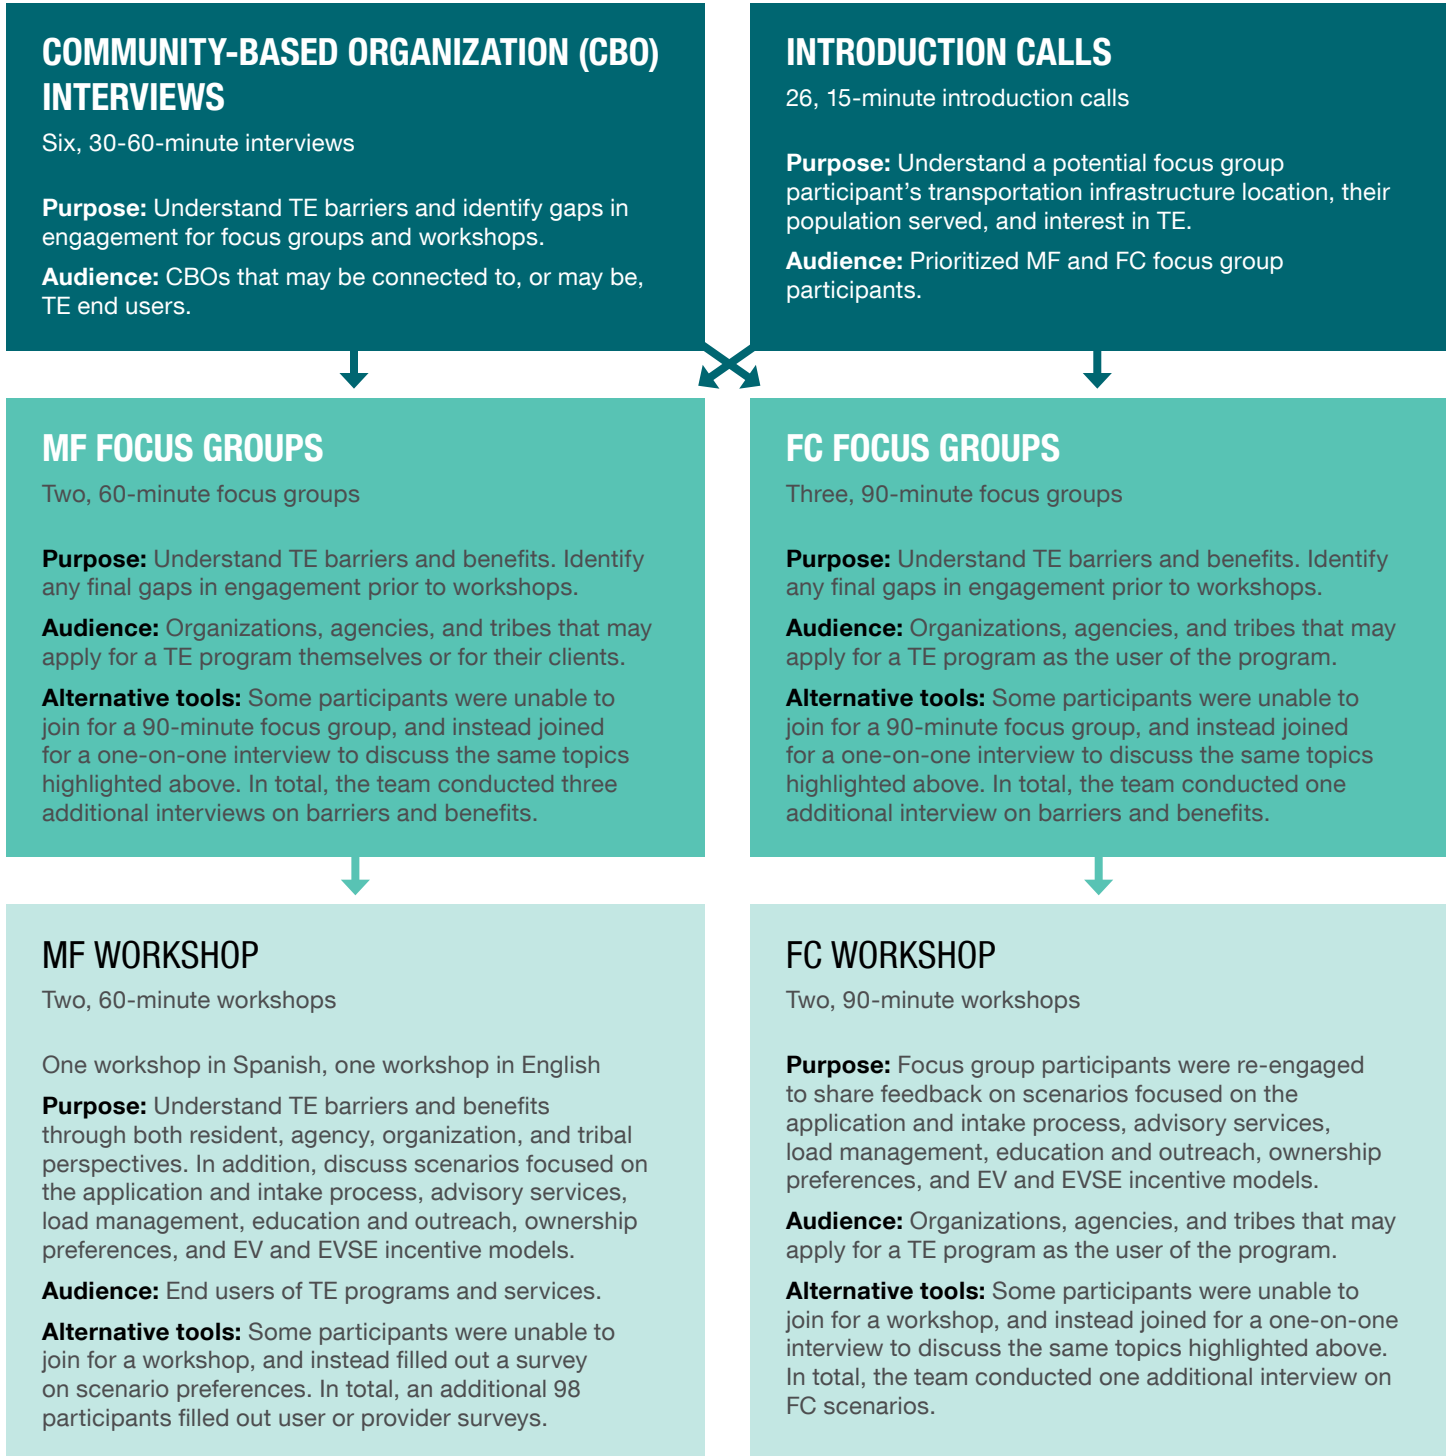 COMMUNITY-BASED ORGANIZATION (CBO)
INTERVIEWS
Six, 30-60-minute interviews
Purpose: Understand TE barriers and identify gaps in
engagement for focus groups and workshops.
Audience: CBOs that may be connected to, or may be,
TE end users.
INTRODUCTION CALLS
26, 15-minute introduction calls
Purpose: Understand a potential focus group
participant’s transportation infrastructure location, their
population served, and interest in TE.
Audience: Prioritized MF and FC focus group
participants.
MF FOCUS GROUPS
Two, 60-minute focus groups
Purpose: Understand TE barriers and benefits. Identify
any final gaps in engagement prior to workshops.
Audience: Organizations, agencies, and tribes that may
apply for a TE program themselves or for their clients.
Alternative tools: Some participants were unable to
join for a 90-minute focus group, and instead joined
for a one-on-one interview to discuss the same topics
highlighted above. In total, the team conducted three
additional interviews on barriers and benefits.
FC FOCUS GROUPS
Three, 90-minute focus groups
Purpose: Understand TE barriers and benefits. Identify
any final gaps in engagement prior to workshops.
Audience: Organizations, agencies, and tribes that may
apply for a TE program as the user of the program.
Alternative tools: Some participants were unable to
join for a 90-minute focus group, and instead joined
for a one-on-one interview to discuss the same topics
highlighted above. In total, the team conducted one
additional interview on barriers and benefits.
MF WORKSHOP
Two, 60-minute workshops
One workshop in Spanish, one workshop in English
Purpose: Understand TE barriers and benefits
through both resident, agency, organization, and tribal
perspectives. In addition, discuss scenarios focused on
the application and intake process, advisory services,
load management, education and outreach, ownership
preferences, and EV and EVSE incentive models.
Audience: End users of TE programs and services.
Alternative tools: Some participants were unable to
join for a workshop, and instead filled out a survey
on scenario preferences. In total, an additional 98
participants filled out user or provider surveys.
FC WORKSHOP
Two, 90-minute workshops
Purpose: Focus group participants were re-engaged
to share feedback on scenarios focused on the
application and intake process, advisory services,
load management, education and outreach, ownership
preferences, and EV and EVSE incentive models.
Audience: Organizations, agencies, and tribes that may
apply for a TE program as the user of the program.
Alternative tools: Some participants were unable to
join for a workshop, and instead joined for a one-on-one
interview to discuss the same topics highlighted above.
In total, the team conducted one additional interview on
FC scenarios.